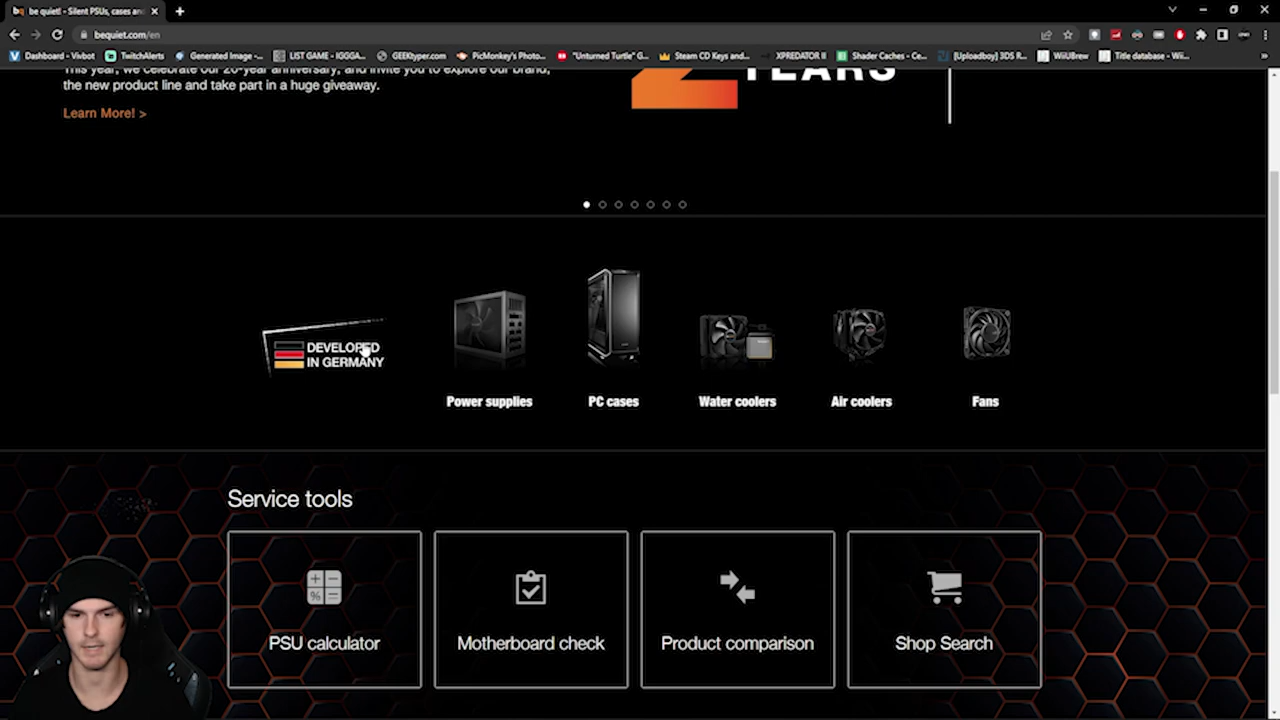 be quiet! - Silent PSUs, cases an
bequiet.com/en
Dashboard - Vivbot
TwitchAlerts
Generated Image -...
LIST GAME - IGGGA...
GEEKtyper.com
PicMonkey's Photo...
"Unturned Turtle" G...
Steam CD Keys and...
XPREDATOR II
Shader Caches - Ce...
[Uploadboy] 3DS R...
WiiUBrew
Title database - Wii...
This year, we celebrate our 20-year anniversary, and invite you to explore our brand,
the new product line and take part in a huge giveaway.
Learn More! >
2 YEARS
DEVELOPED
IN GERMANY
Power supplies
PC cases
Water coolers
Air coolers
Fans
Service tools
PSU calculator
Motherboard check
Product comparison
Shop Search